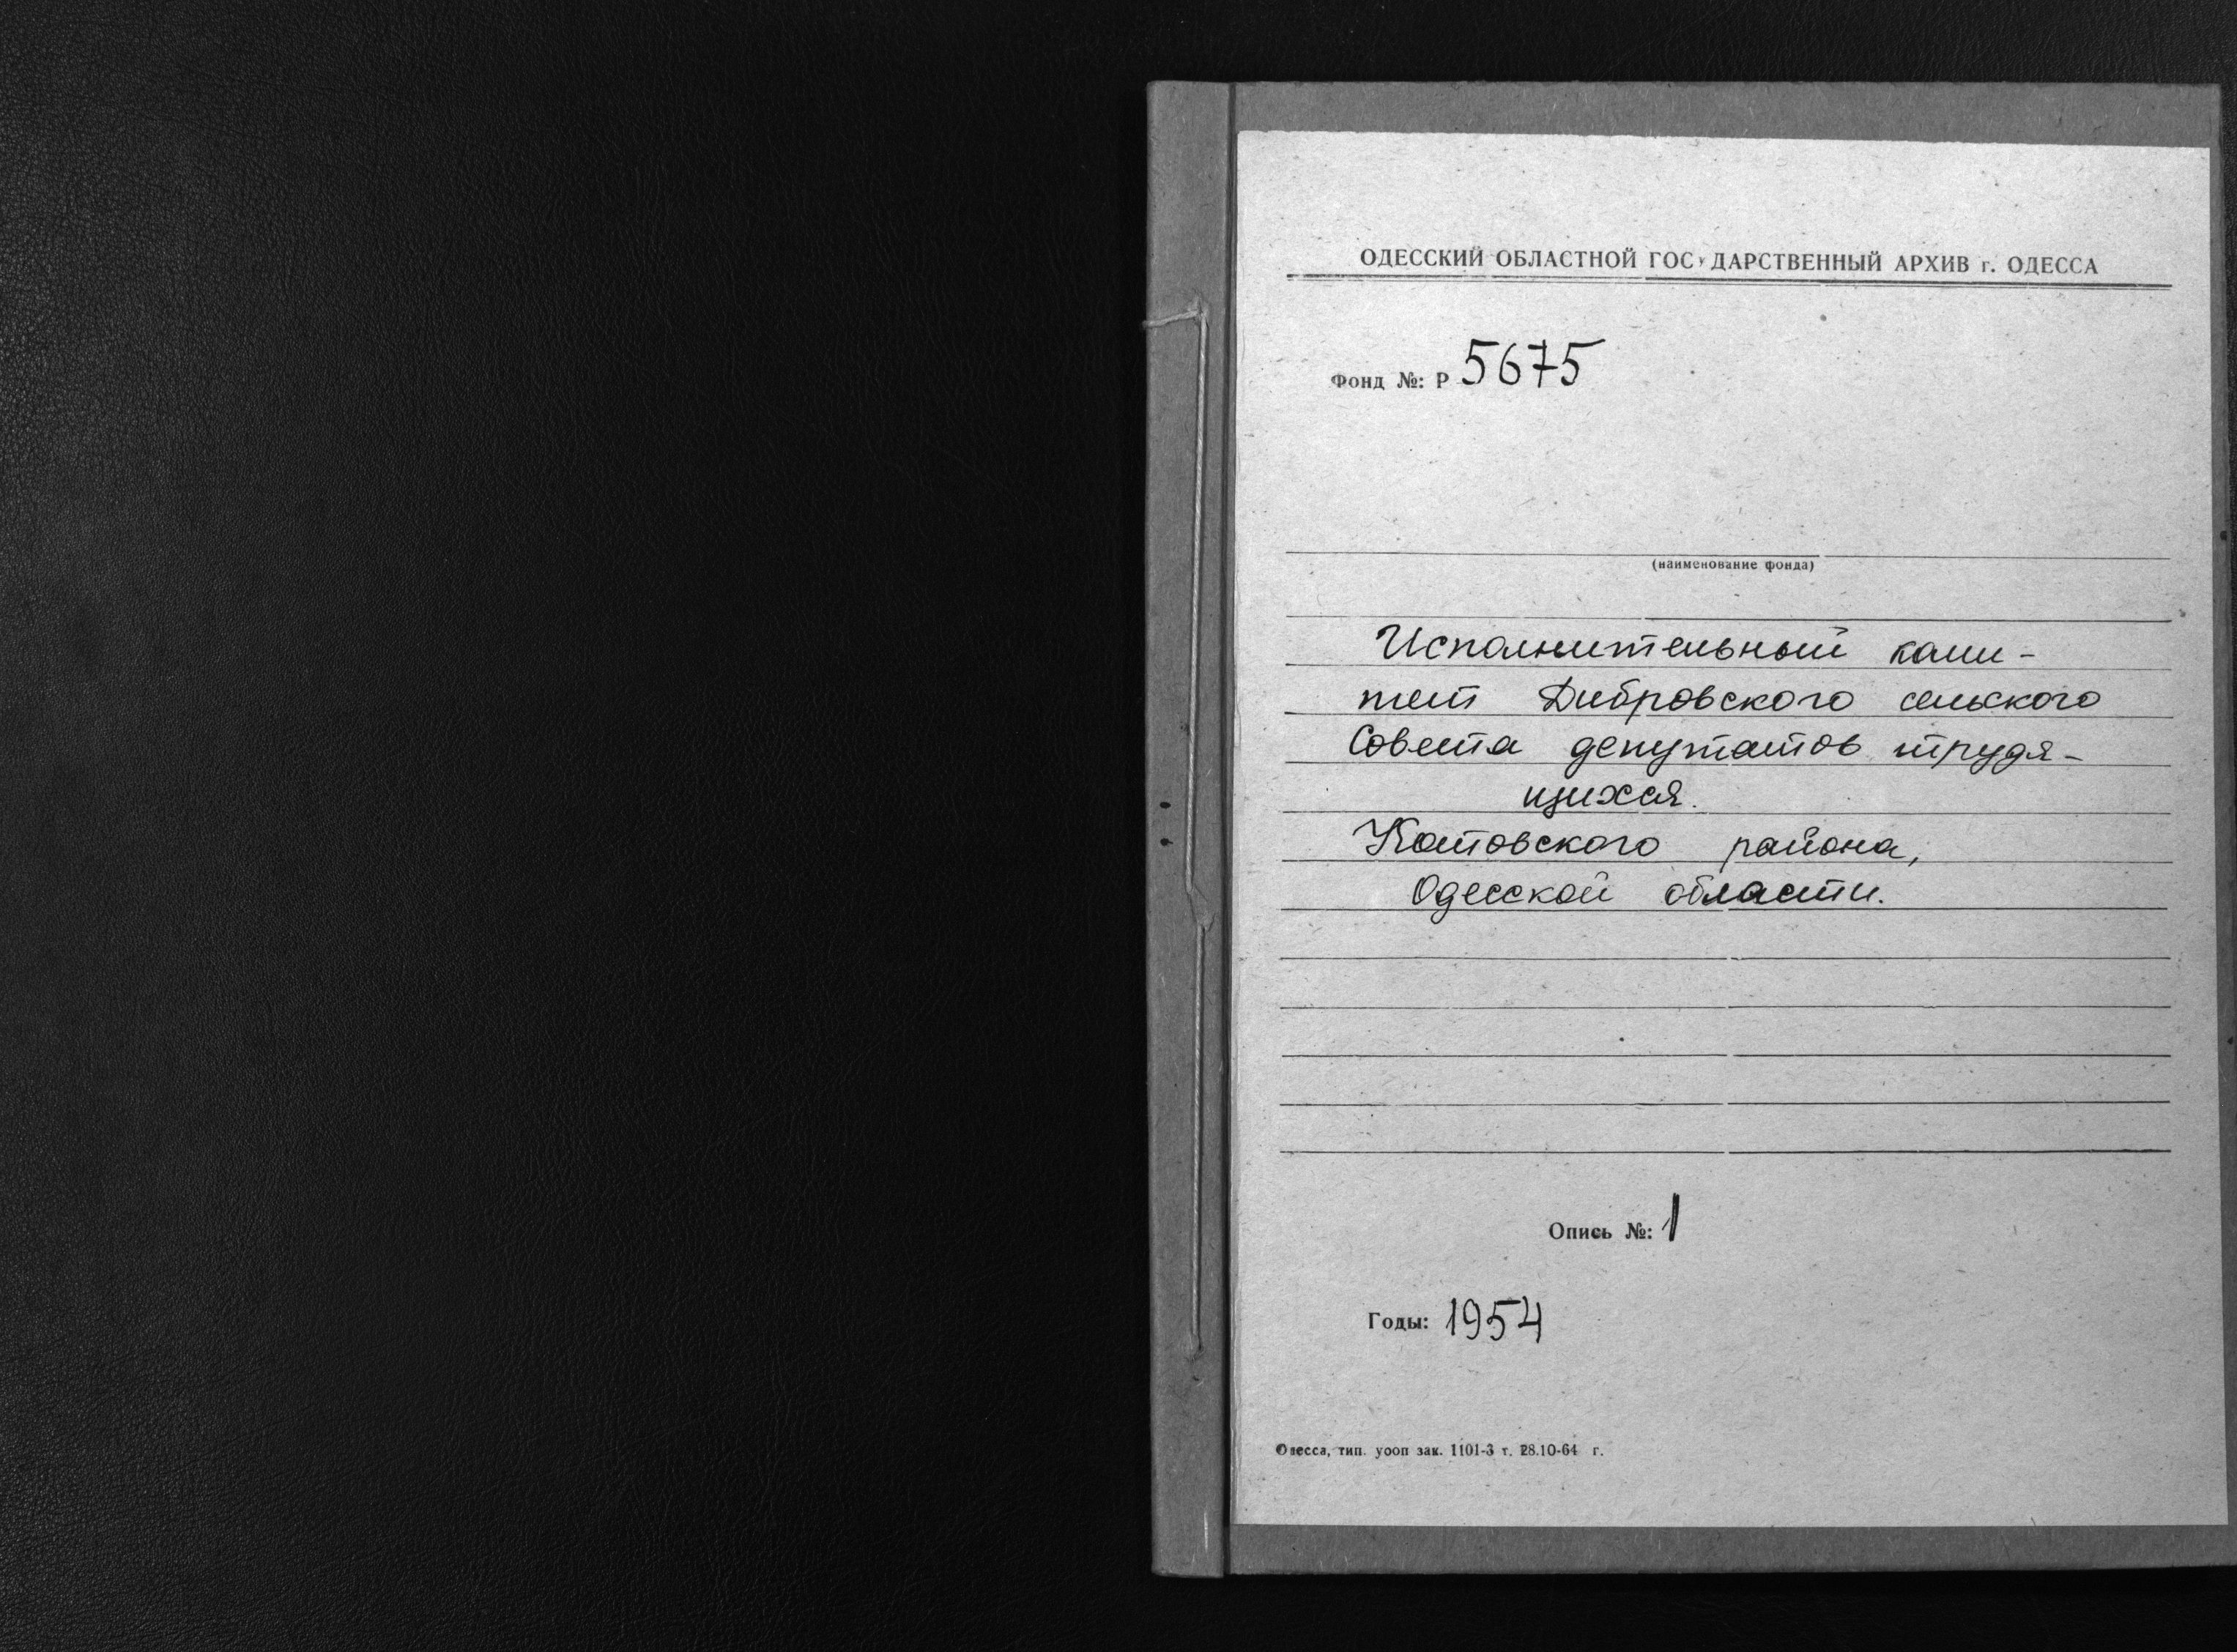 ОДЕССКИЙ ОБЛАСТНОЙ ГОСУДАРСТВЕННЫЙ АРХИВ г. ОДЕССА
Фонд №: Р 5675
(наименование фонда)
Исполнительный коми-
тет Дибровского сельского
Совета депутатов трудя-
щихся.
Котовского района,
Одесской области.
Опись №: 1
Годы: 1954
Одесса, тип. уооп зак. 1101-3 т. 28.10-64 г.